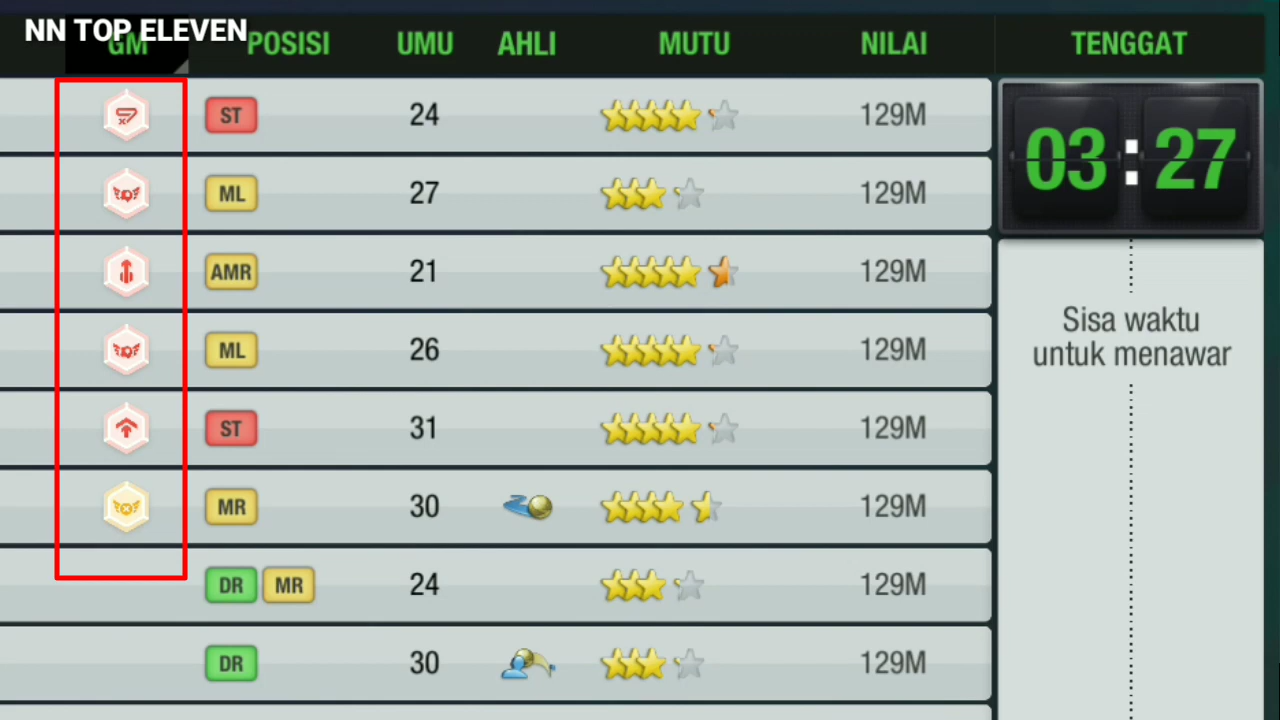 NN TOP ELEVEN
GM POSISI UMU AHLI MUTU NILAI TENGGAT
ST 24 129M
ML 27 129M
AMR 21 129M
ML 26 129M
ST 31 129M
MR 30 129M
DR MR 24 129M
DR 30 129M
03:27
Sisa waktu
untuk menawar